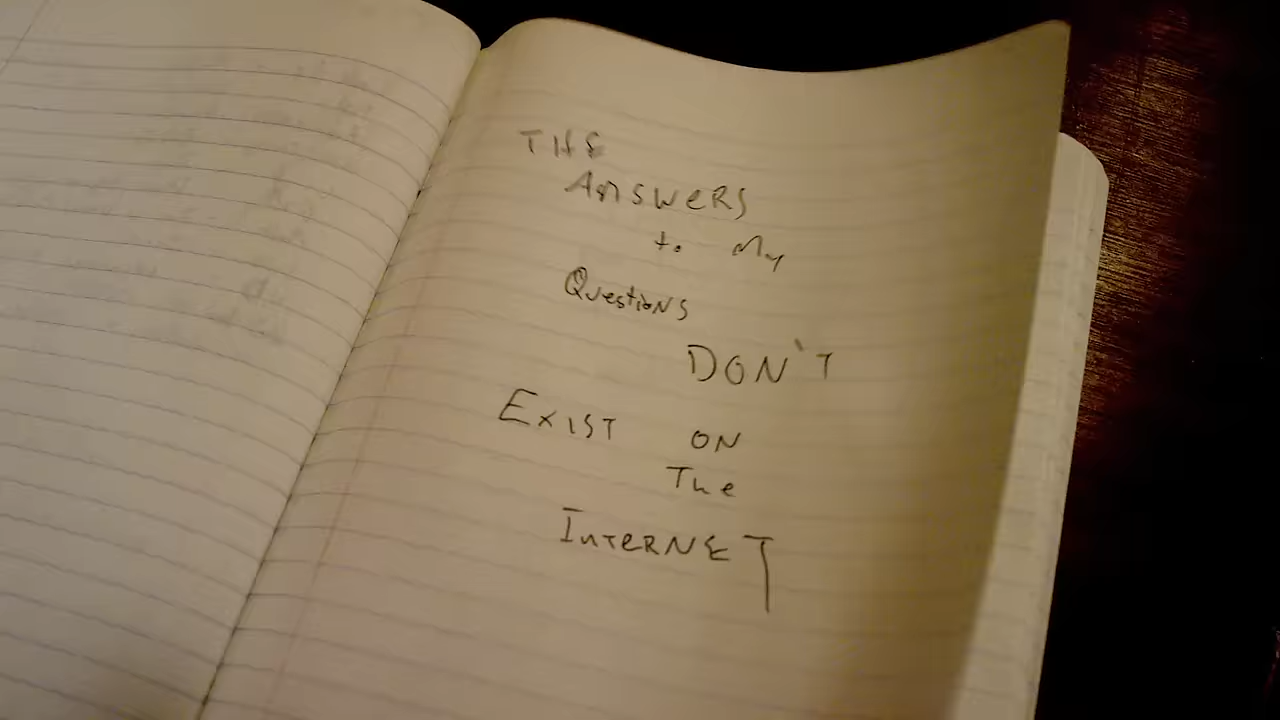 THE
ANSWERS
to My
QuestioNS
DON'T
EXIST ON
The
INTERNET